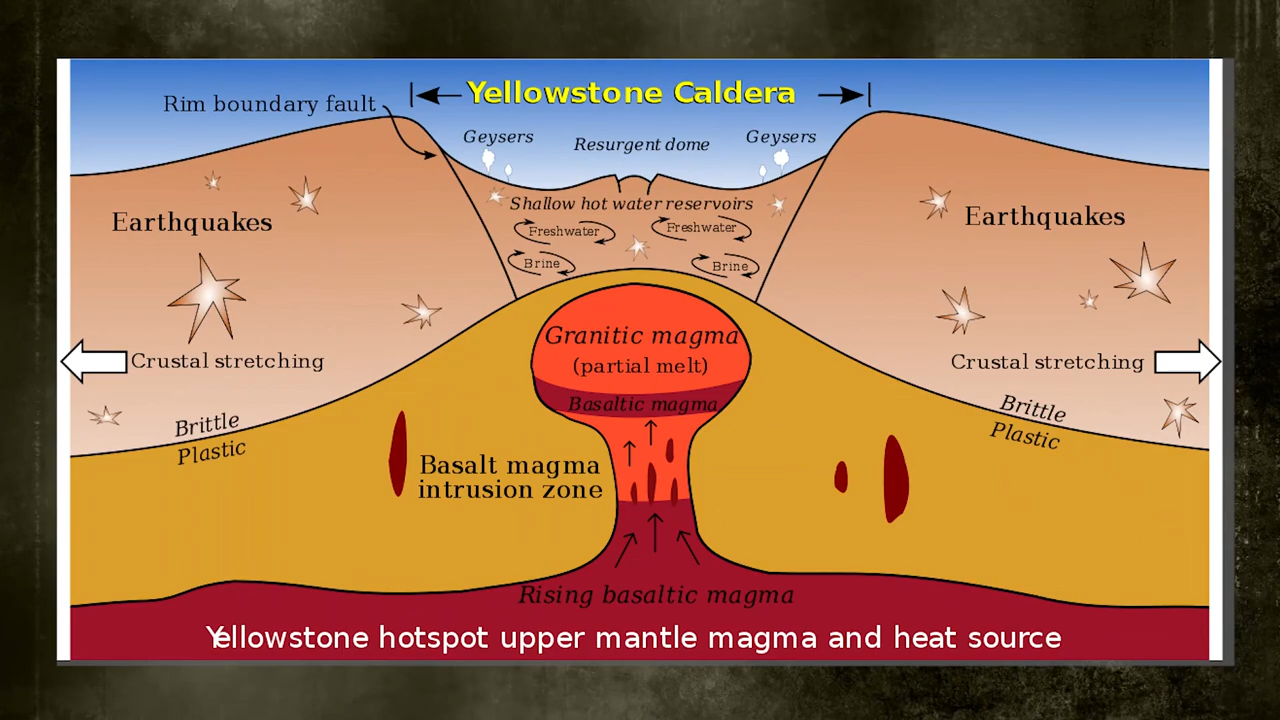 Yellowstone Caldera
Rim boundary fault
Geysers
Resurgent dome
Geysers
Shallow hot water reservoirs
Freshwater
Freshwater
Brine
Brine
Earthquakes
Earthquakes
Granitic magma
(partial melt)
Crustal stretching
Crustal stretching
Basaltic magma
Brittle
Plastic
Brittle
Plastic
Basalt magma
intrusion zone
Rising basaltic magma
Yellowstone hotspot upper mantle magma and heat source